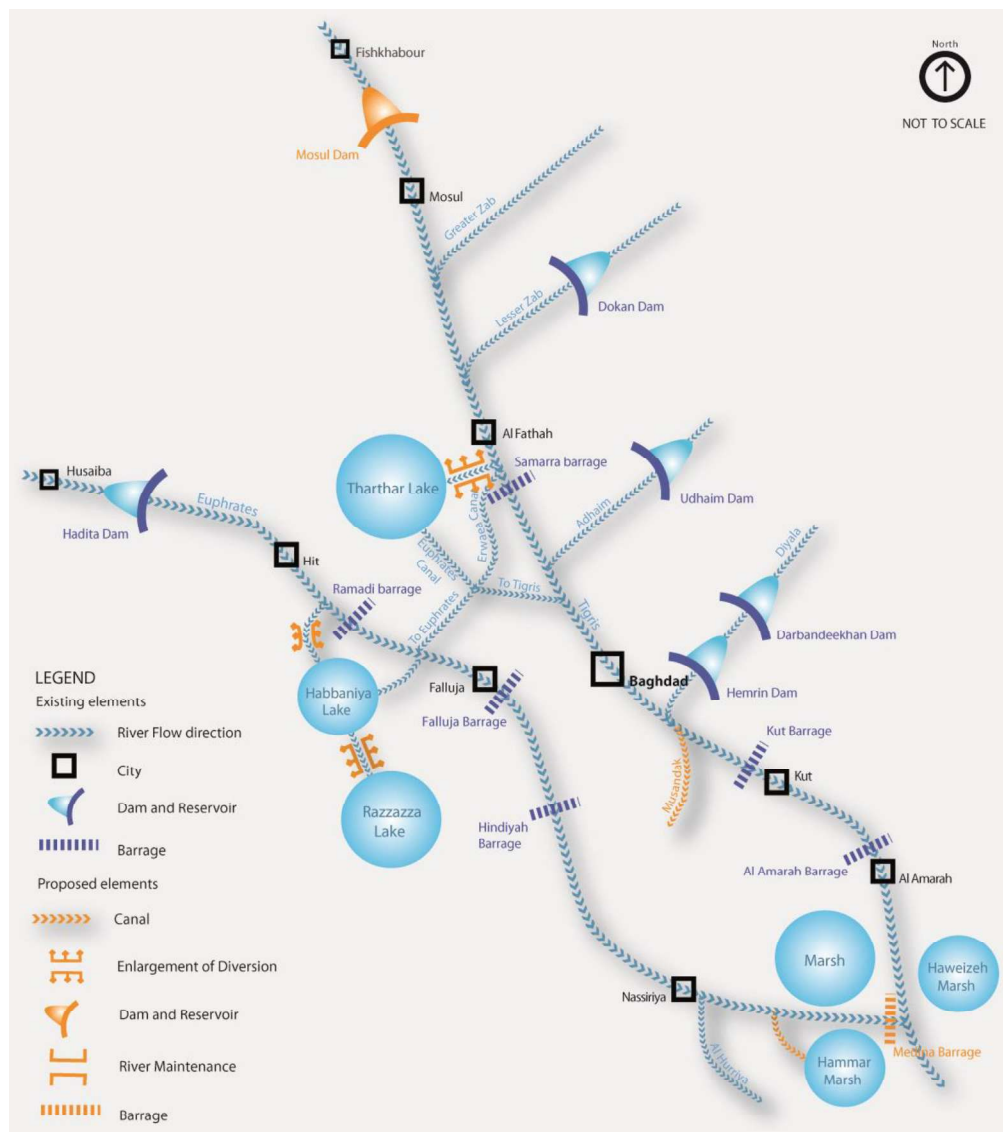 North
NOT TO SCALE
Fishkhabour
Mosul Dam
Mosul
Greater Zab
Lesser Zab
Dokan Dam
Al Fathah
Samarra barrage
Tharthar Lake
Husaiba
Euphrates
Hadita Dam
Hit
Udhaim Dam
Adhaim
Erwaea Canal
Euphrates
Canal
To Tigris
To Euphrates
Tigris
Diyala
Ramadi barrage
Darbandeekhan Dam
Baghdad
Hemrin Dam
Habbaniya
Lake
Falluja
Falluja Barrage
Kut Barrage
Kut
Musandak
Razzazza
Lake
Hindiyah
Barrage
Al Amarah Barrage
Al Amarah
Marsh
Haweizeh
Marsh
Nassiriya
Al Hurriya
Hammar
Marsh
Barrage
LEGEND
Existing elements
River Flow direction
City
Dam and Reservoir
Barrage
Proposed elements
Canal
Enlargement of Diversion
Dam and Reservoir
River Maintenance
Barrage